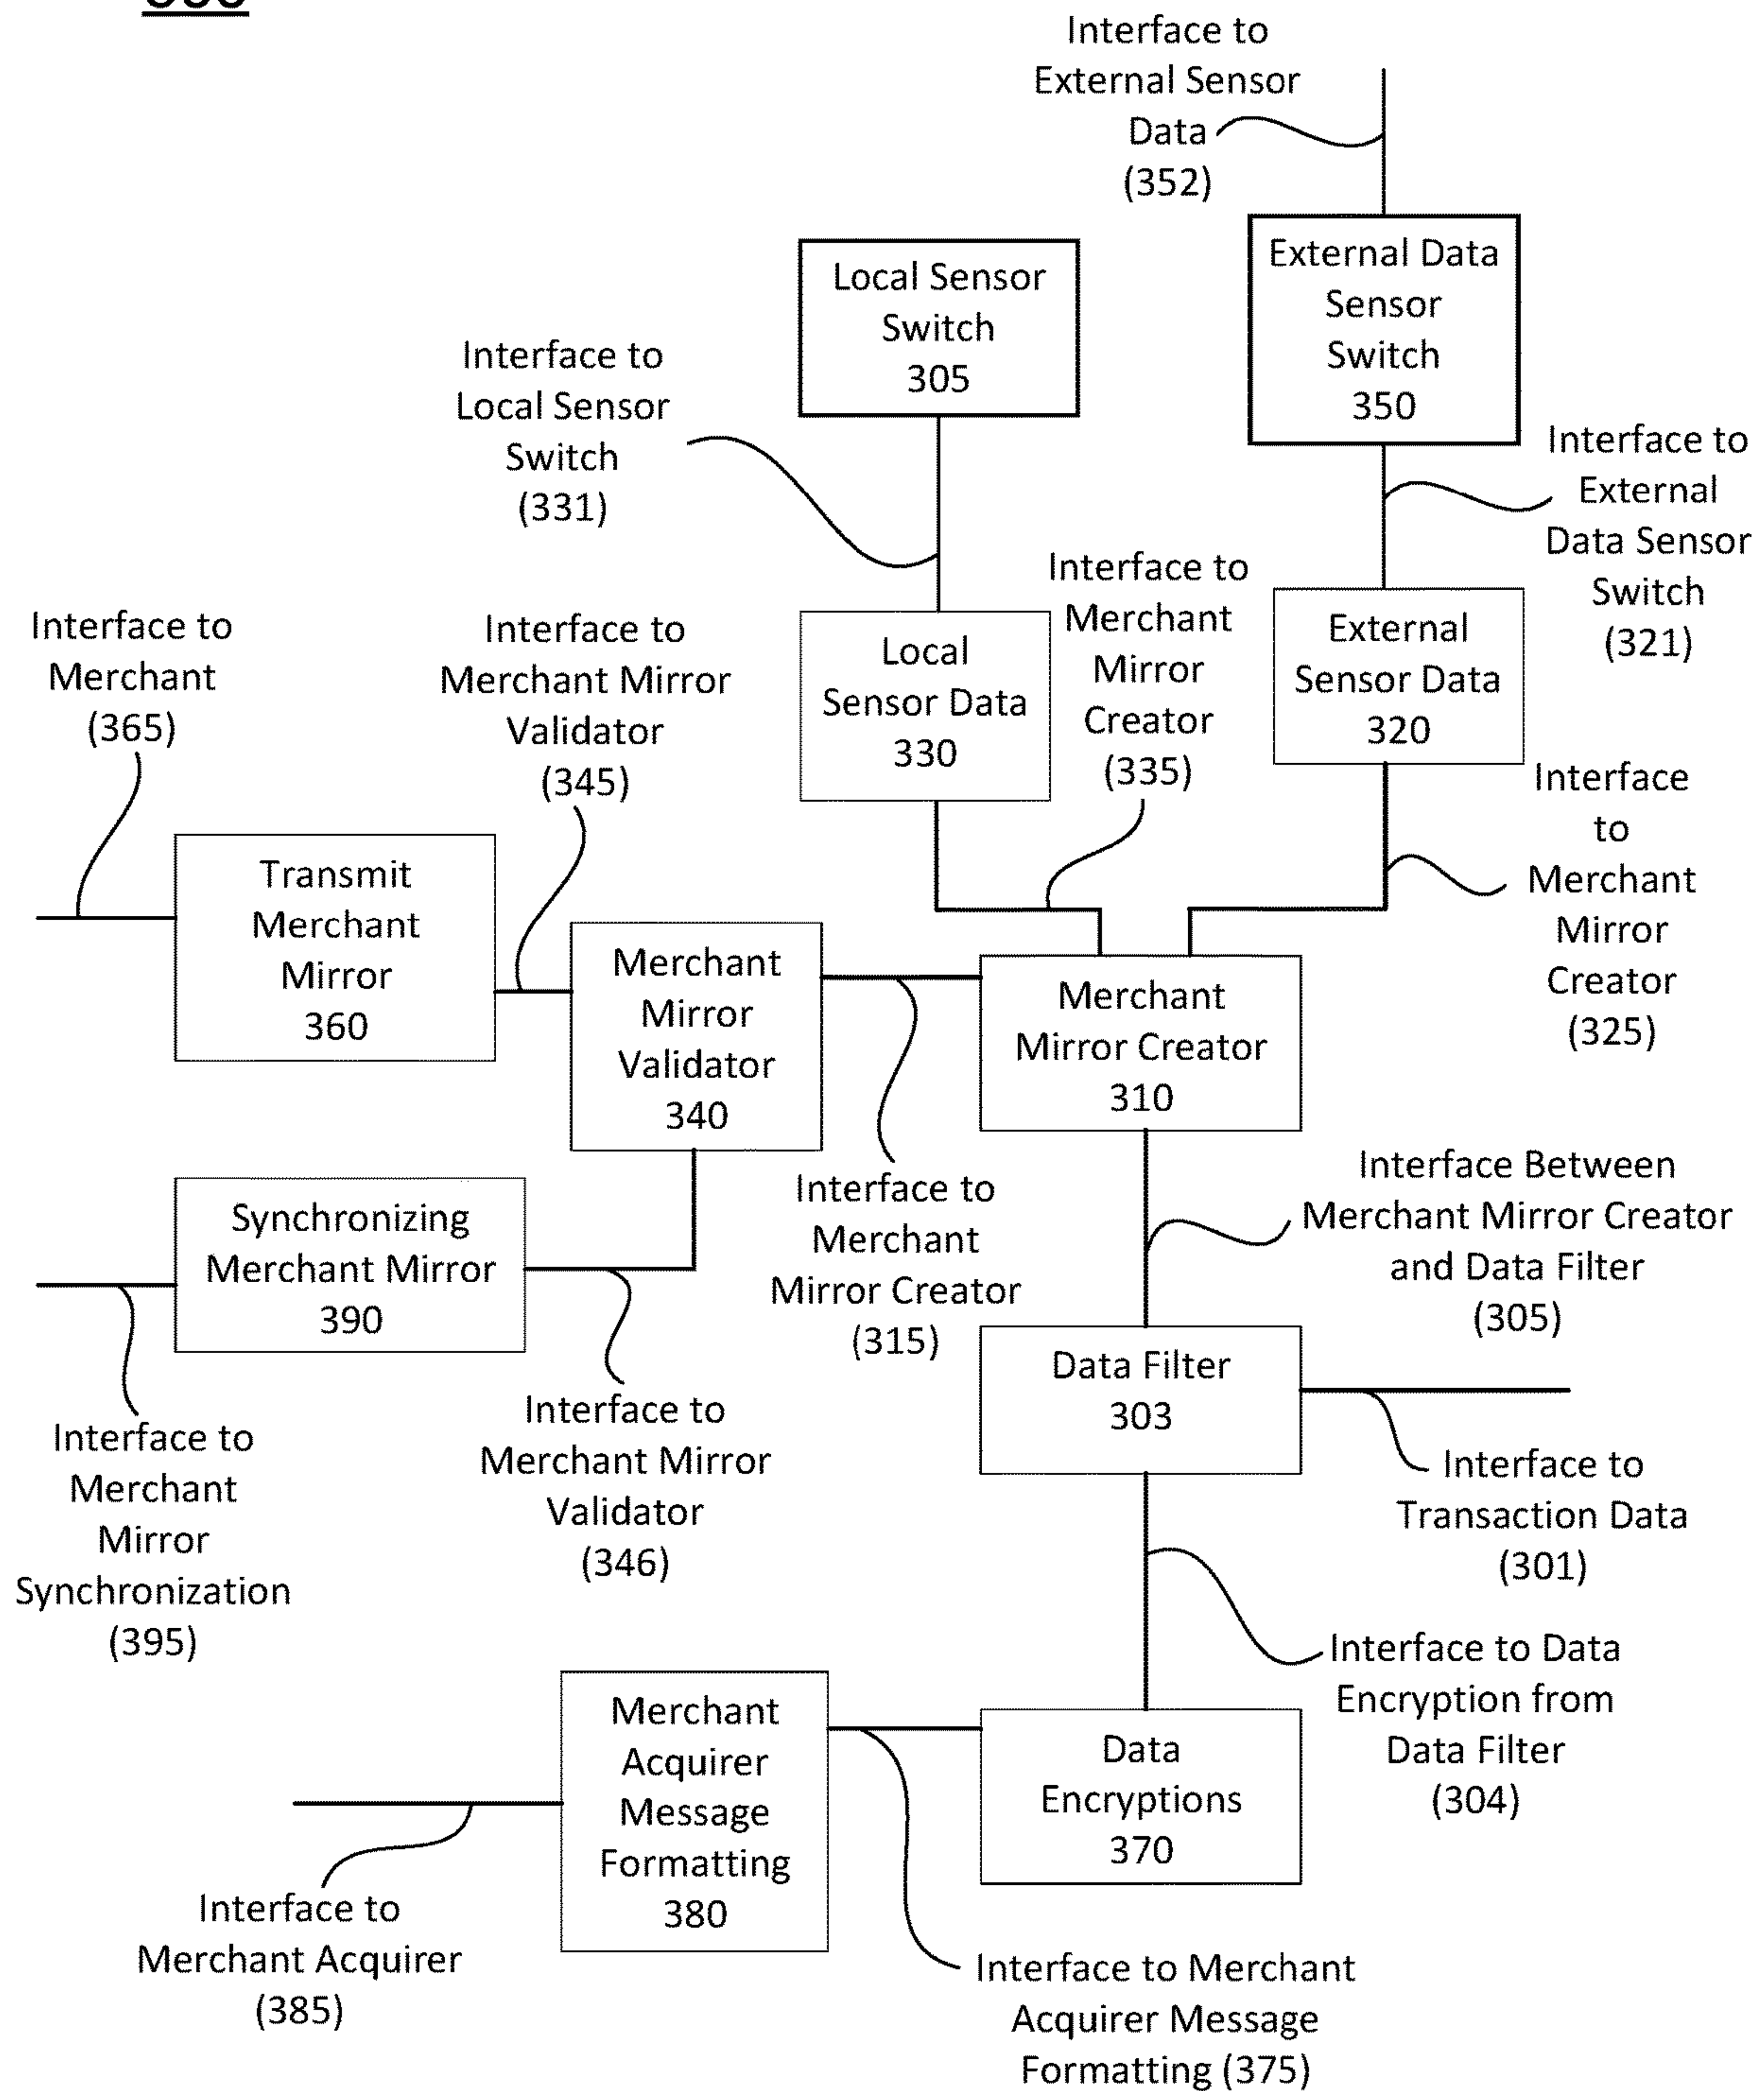 Interface to
External Sensor
Data
(352)
External Data
Sensor
Switch
350
Local Sensor
Switch
305
Interface to
Local Sensor
Switch
(331)
Interface to
External
Data Sensor
Switch
(321)
Interface to
Merchant
Mirror
Creator
(335)
External
Sensor Data
320
Local
Sensor Data
330
Interface to
Merchant
(365)
Interface to
Merchant Mirror
Validator
(345)
Interface
to
Merchant
Mirror
Creator
(325)
Transmit
Merchant
Mirror
360
Merchant
Mirror
Validator
340
Merchant
Mirror Creator
310
Interface Between
Merchant Mirror Creator
and Data Filter
(305)
Synchronizing
Merchant Mirror
390
Interface to
Merchant
Mirror Creator
(315)
Data Filter
303
Interface to
Merchant
Mirror
Synchronization
(395)
Interface to
Merchant Mirror
Validator
(346)
Interface to
Transaction Data
(301)
Interface to Data
Encryption from
Data Filter
(304)
Merchant
Acquirer
Message
Formatting
380
Data
Encryptions
370
Interface to
Merchant Acquirer
(385)
Interface to Merchant
Acquirer Message
Formatting (375)